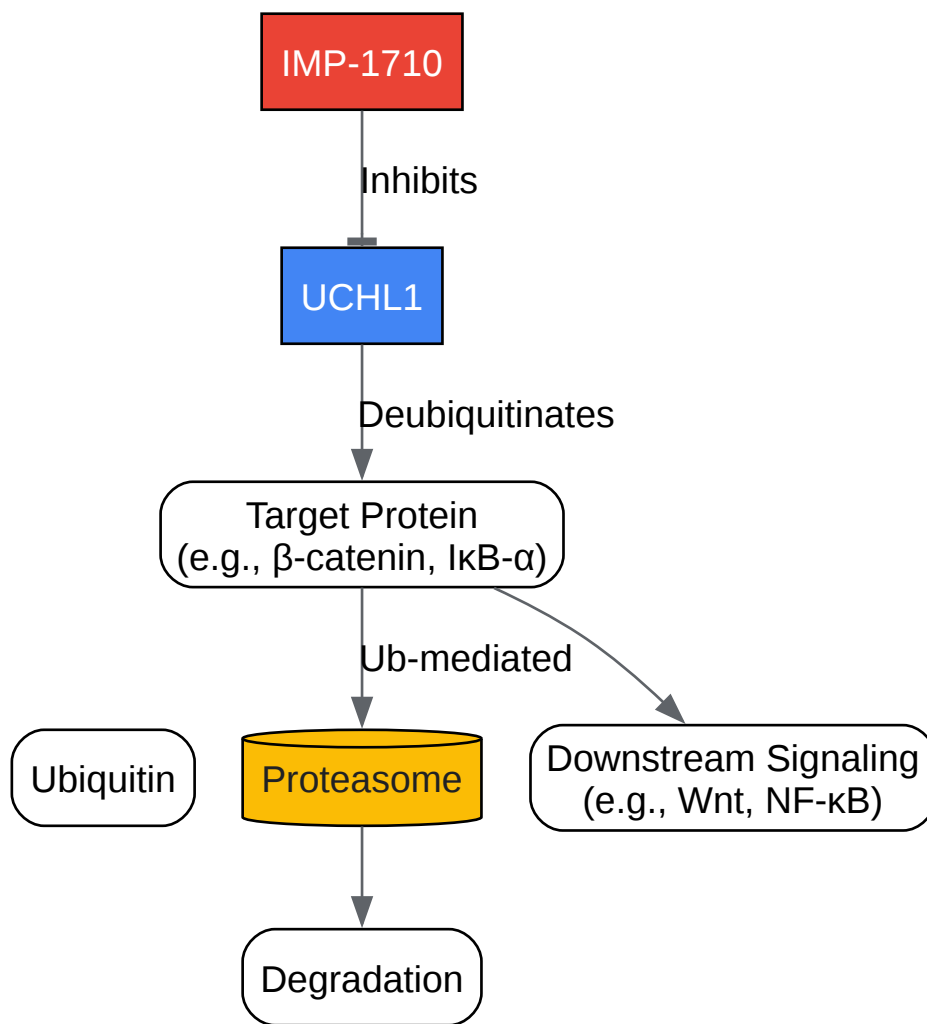 IMP-1710
Inhibits
UCHL1
Deubiquitinates
Target Protein
(e.g., β-catenin, IκB-α)
Ub-mediated
Ubiquitin
Proteasome
Downstream Signaling
(e.g., Wnt, NF-κB)
Degradation